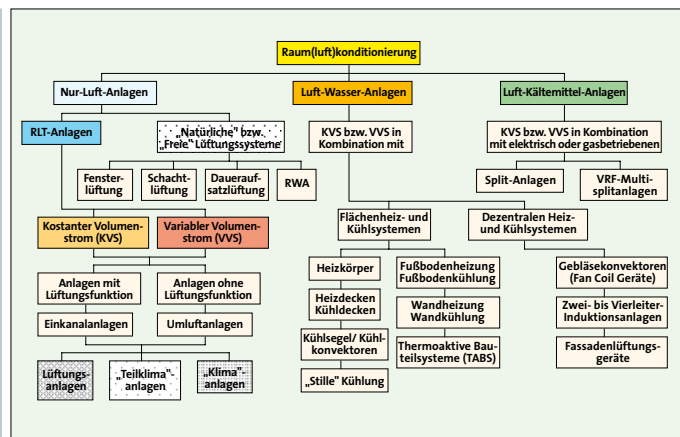 Raum(luft)konditionierung
Nur-Luft-Anlagen
Luft-Wasser-Anlagen
Luft-Kältemittel-Anlagen
RLT-Anlagen
„Natürliche" bzw.
„Freie" Lüftungssysteme
KVS bzw. VVS in
Kombination mit
KVS bzw. VVS in Kombination
mit elektrisch oder gasbetriebenen
Fenster-
lüftung
Schacht-
lüftung
Daueraufsatzlüftung
RWA
Split-Anlagen
VRF-Multi-
splitanlagen
Kostanter Volumen-
strom (KVS)
Variabler Volumen-
strom (VVS)
Flächenheiz- und
Kühlsystemen
Dezentralen Heiz-
und Kühlsystemen
Anlagen mit
Lüftungsfunktion
Anlagen ohne
Lüftungsfunktion
Heizkörper
Fußbodenheizung
Fußbodenkühlung
Gebläsekonvektoren
(Fan Coil Geräte)
Heizdecken
Kühldecken
Wandheizung
Wandkühlung
Zwei- bis Vierleiter-
Induktionsanlagen
Einkanalanlagen
Umluftanlagen
Kühlsegel/ Kühl-
konvektoren
Thermoaktive Bau-
teilsysteme (TABS)
Fassadenlüftungs-
geräte
Lüftungs-
anlagen
„Teilklima"-
anlagen
„Klima"-
anlagen
„Stille" Kühlung